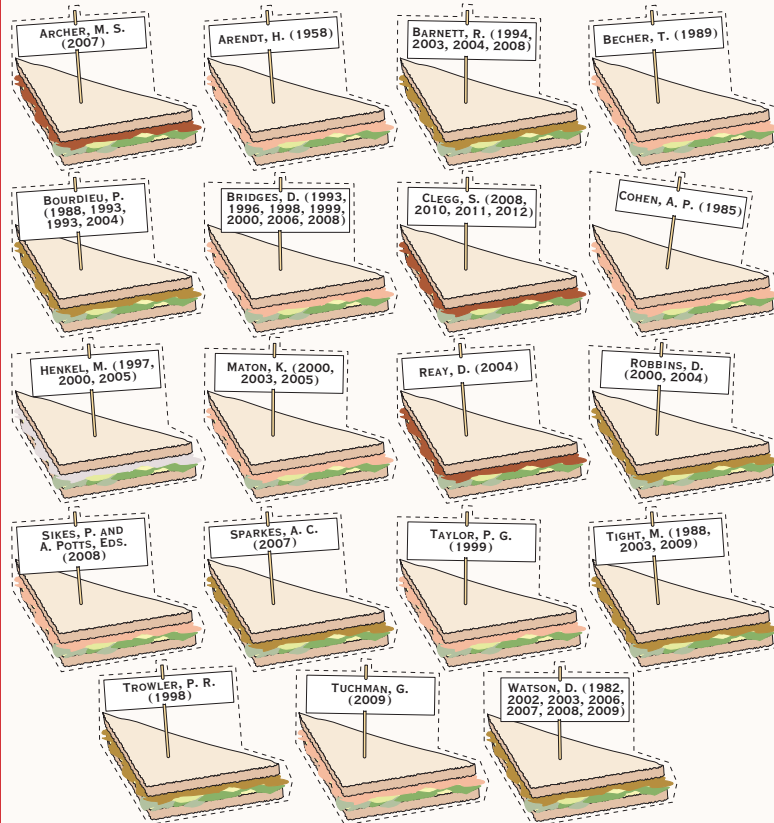 ARCHER, M. S.
(2007)
ARENDT, H. (1958)
BARNETT, R. (1994,
2003, 2004, 2008)
BECHER, T. (1989)
BOURDIEU, P.
(1988, 1993,
1993, 2004)
BRIDGES, D. (1993,
1996, 1998, 1999,
2000, 2006, 2008)
CLEGG, S. (2008,
2010, 2011, 2012)
COHEN, A. P. (1985)
HENKEL, M. (1997,
2000, 2005)
MATON, K. (2000,
2003, 2005)
REAY, D. (2004)
ROBBINS, D.
(2000, 2004)
SIKES, P. AND
A. POTTS, EDS.
(2008)
SPARKES, A. C.
(2007)
TAYLOR, P. G.
(1999)
TIGHT, M. (1988,
2003, 2009)
TROWLER, P. R.
(1998)
TUCHMAN, G.
(2009)
WATSON, D. (1982,
2002, 2003, 2006,
2007, 2008, 2009)